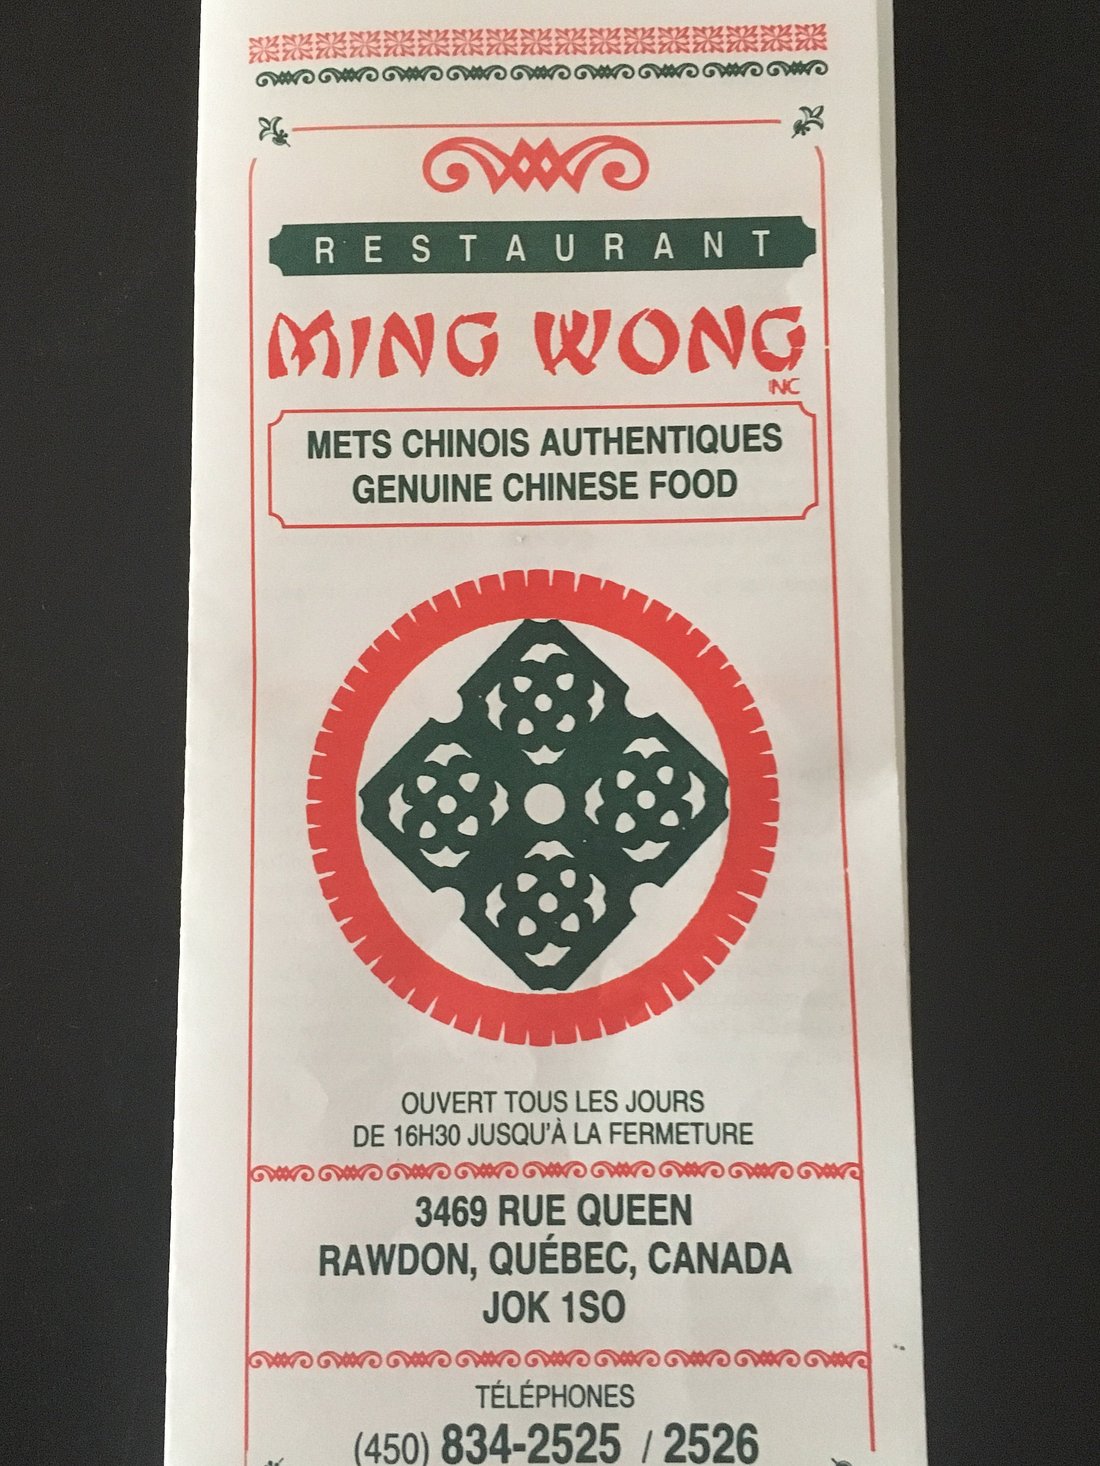 RESTAURANT
MING WONG
INC
METS CHINOIS AUTHENTIQUES
GENUINE CHINESE FOOD
OUVERT TOUS LES JOURS
DE 16H30 JUSQU'À LA FERMETURE
3469 RUE QUEEN
RAWDON, QUÉBEC, CANADA
JOK 1SO
TÉLÉPHONES
(450) 834-2525 / 2526